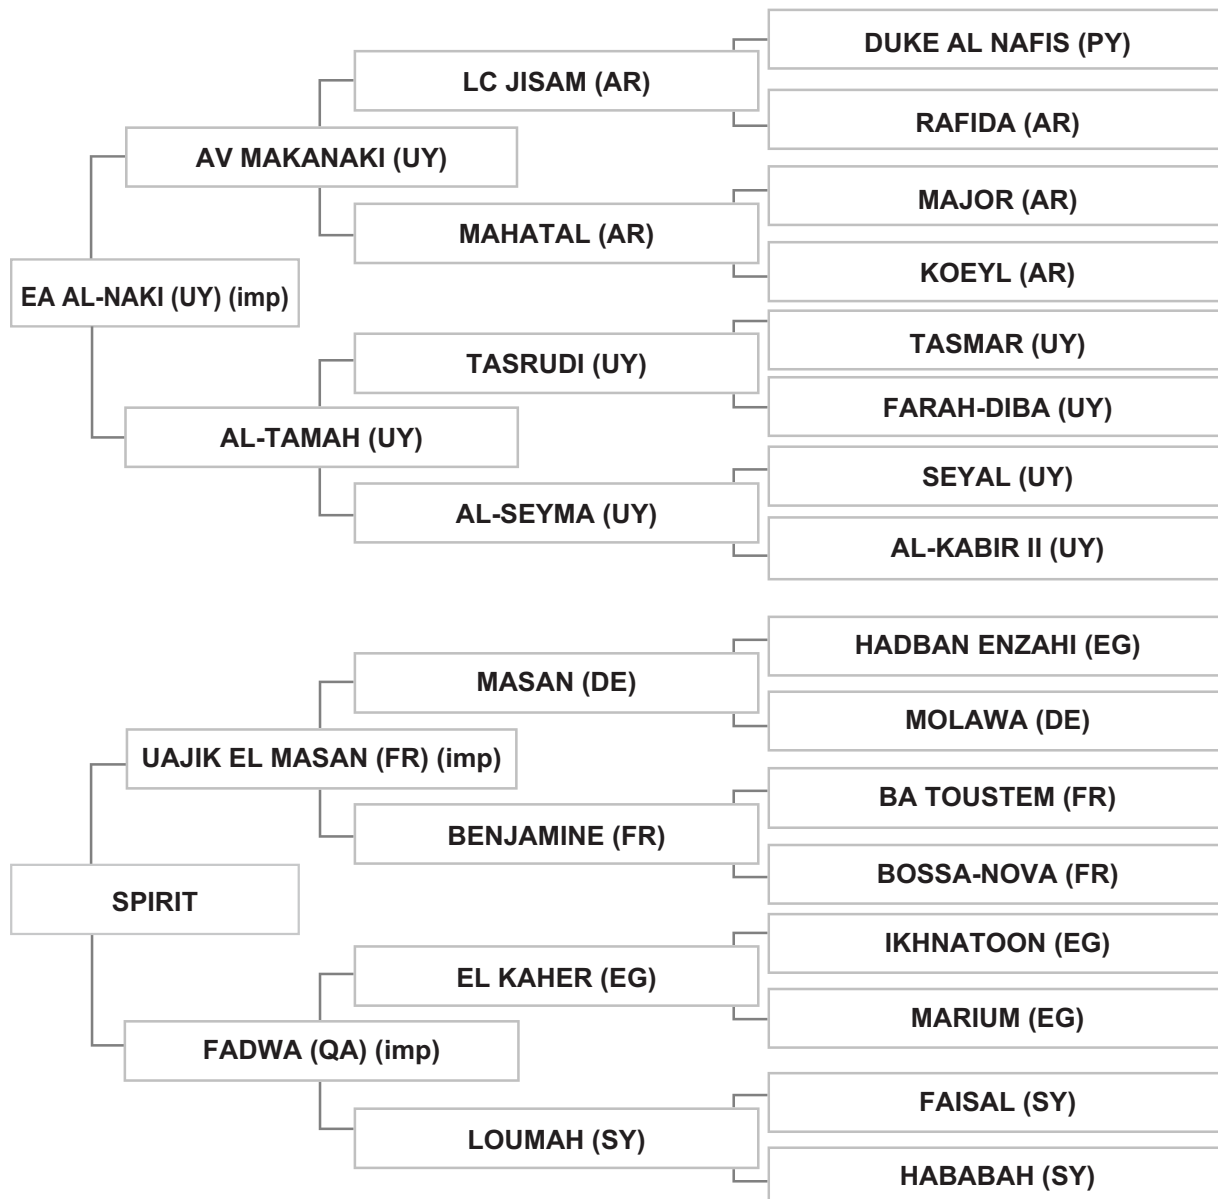 DUKE AL NAFIS (PY)
LC JISAM (AR)
RAFIDA (AR)
AV MAKANAKI (UY)
MAJOR (AR)
MAHATAL (AR)
KOEYL (AR)
EA AL-NAKI (UY) (imp)
TASMAR (UY)
TASRUDI (UY)
FARAH-DIBA (UY)
AL-TAMAH (UY)
SEYAL (UY)
AL-SEYMA (UY)
AL-KABIR II (UY)
HADBAN ENZAHI (EG)
MASAN (DE)
MOLAWA (DE)
UAJIK EL MASAN (FR) (imp)
BA TOUSTEM (FR)
BENJAMINE (FR)
BOSSA-NOVA (FR)
SPIRIT
IKHNATOON (EG)
EL KAHER (EG)
MARIUM (EG)
FADWA (QA) (imp)
FAISAL (SY)
LOUMAH (SY)
HABABAH (SY)